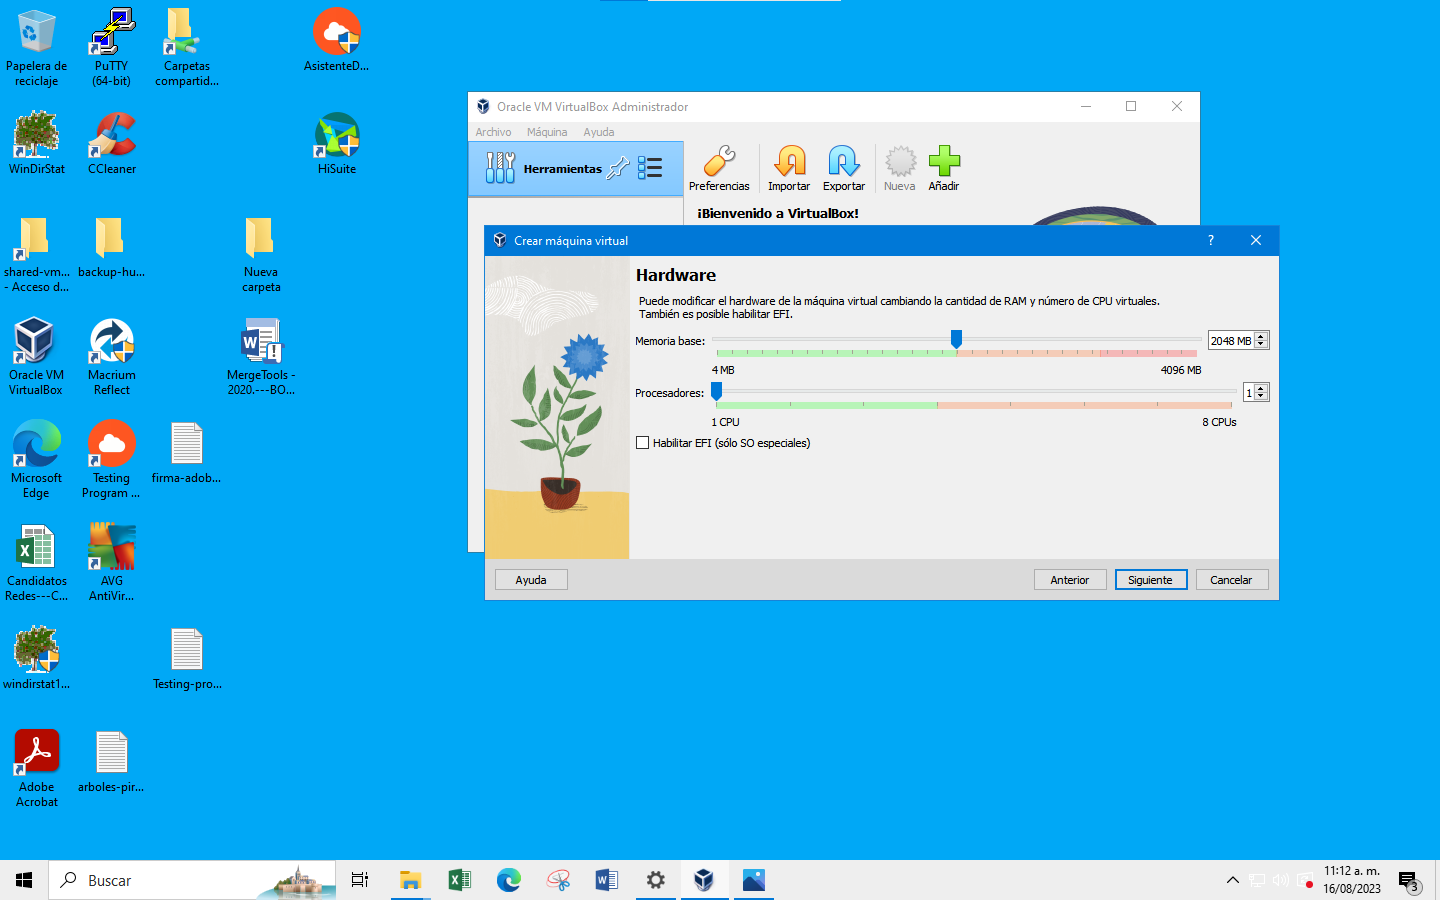 Papelera de
reciclaje
PuTTY
(64-bit)
Carpetas
compartid...
AsistenteD...
WinDirStat
CCleaner
HiSuite
shared-vm...
- Acceso d...
backup-hu...
Nueva
carpeta
Oracle VM
VirtualBox
Macrium
Reflect
MergeTools -
2020.---BO...
Microsoft
Edge
Testing
Program ...
firma-adob...
Candidatos
Redes---C...
AVG
AntiVir...
windirstat1...
Testing-pro...
Adobe
Acrobat
arboles-pir...
Oracle VM VirtualBox Administrador
Archivo Máquina Ayuda
Herramientas
Preferencias
Importar
Exportar
Nueva
Añadir
¡Bienvenido a VirtualBox!
Crear máquina virtual
?
Hardware
Puede modificar el hardware de la máquina virtual cambiando la cantidad de RAM y número de CPU virtuales.
También es posible habilitar EFI.
Memoria base:
2048 MB
4 MB
4096 MB
Procesadores:
1
1 CPU
8 CPUs
Habilitar EFI (sólo SO especiales)
Ayuda
Anterior
Siguiente
Cancelar
Buscar
11:12 a. m.
16/08/2023
3